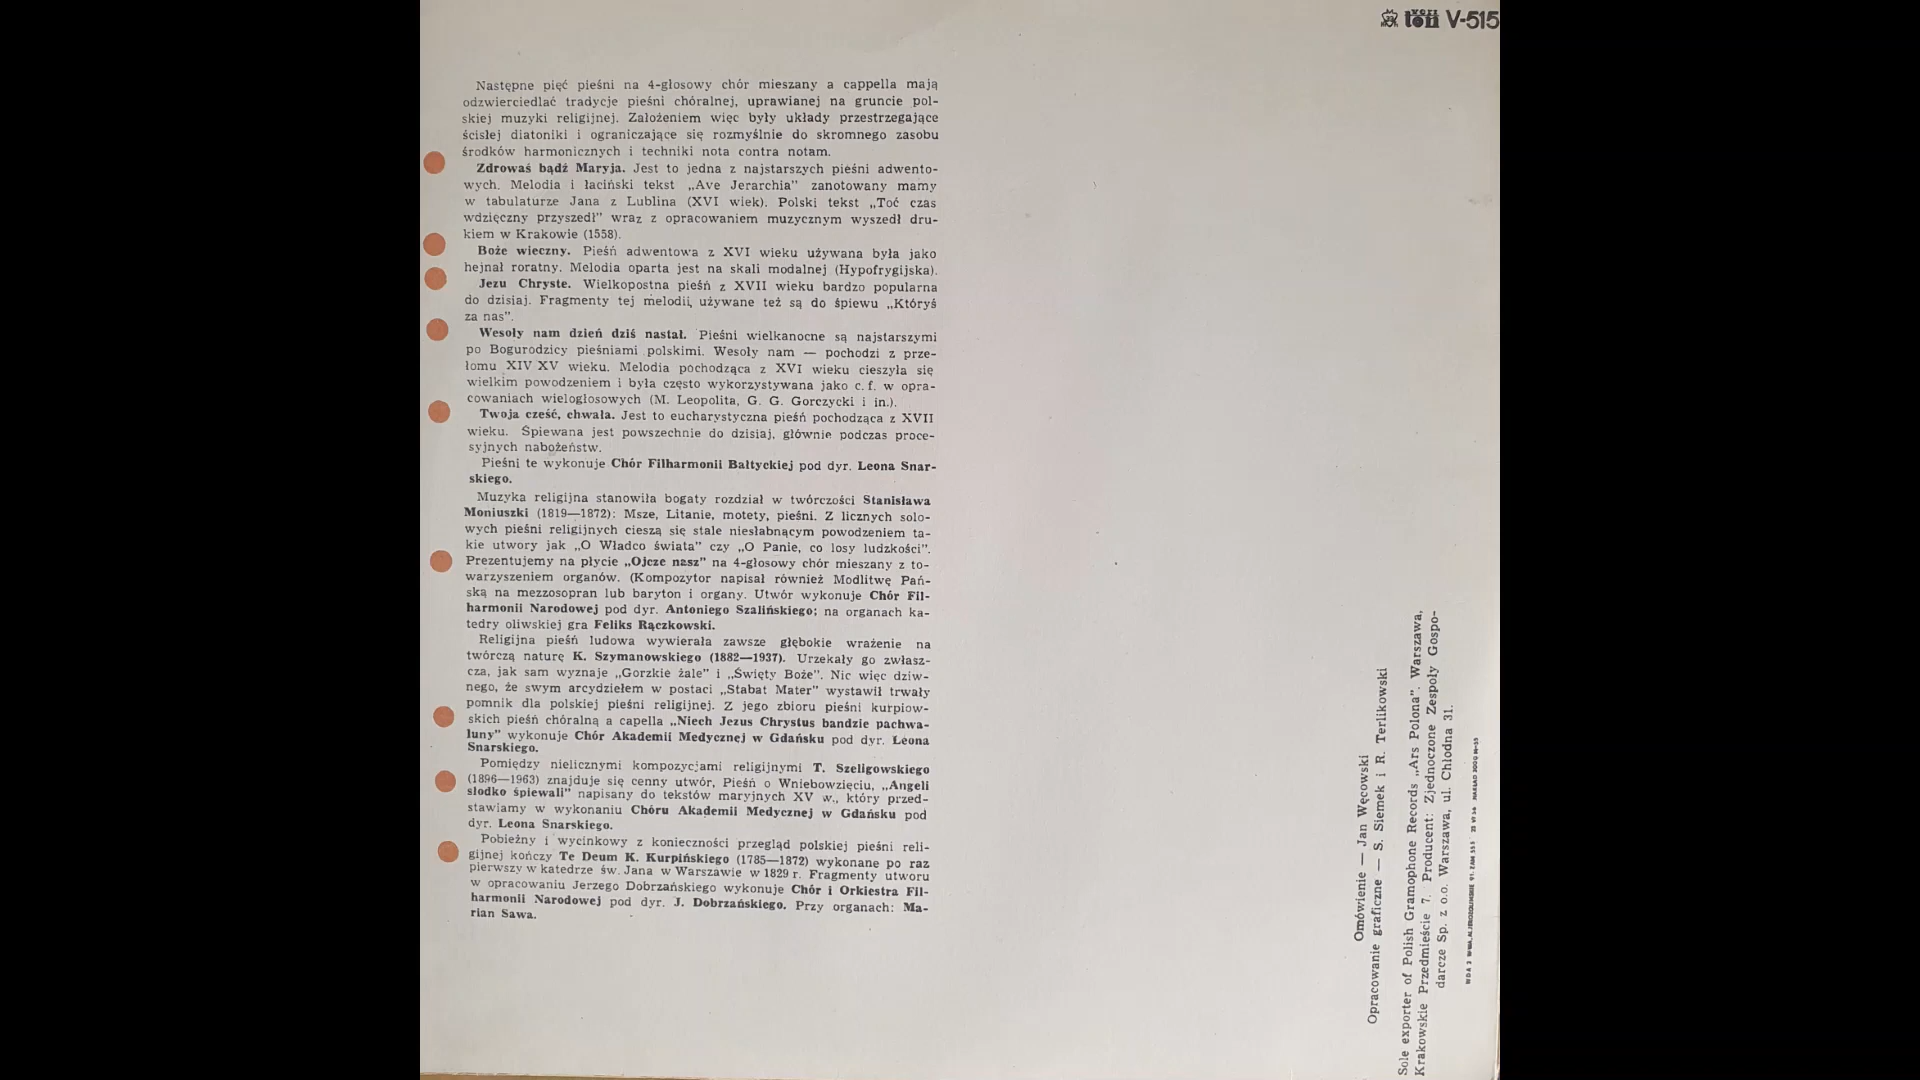 veri ton V-515
Następne pięć pieśni na 4-głosowy chór mieszany a cappella mają
odzwierciedlać tradycje pieśni chóralnej, uprawianej na gruncie pol-
skiej muzyki religijnej. Założeniem więc były układy przestrzegające
ścisłej diatoniki i ograniczające się rozmyślnie do skromnego zasobu
środków harmonicznych i techniki nota contra notam.
Zdrowaś bądź Maryja. Jest to jedna z najstarszych pieśni adwento-
wych. Melodia i łaciński tekst „Ave Jerarchia" zanotowany mamy
w tabulaturze Jana z Lublina (XVI wiek). Polski tekst „Toć czas
wdzięczny przyszedł" wraz z opracowaniem muzycznym wyszedł dru-
kiem w Krakowie (1558).
Boże wieczny. Pieśń adwentowa z XVI wieku używana była jako
hejnał roratny. Melodia oparta jest na skali modalnej (Hypofrygijska).
Jezu Chryste. Wielkopostna pieśń z XVII wieku bardzo popularna
do dzisiaj. Fragmenty tej melodii, używane też są do śpiewu „Któryś
za nas".
Wesoły nam dzień dziś nastał. Pieśni wielkanocne są najstarszymi
po Bogurodzicy pieśniami polskimi. Wesoły nam — pochodzi z prze-
łomu XIV XV wieku. Melodia pochodząca z XVI wieku cieszyła się
wielkim powodzeniem i była często wykorzystywana jako c. f. w opra-
cowaniach wielogłosowych (M. Leopolita, G. G. Gorczycki i in.).
Twoja cześć, chwała. Jest to eucharystyczna pieśń pochodząca z XVII
wieku. Śpiewana jest powszechnie do dzisiaj, głównie podczas proce-
syjnych nabożeństw.
Pieśni te wykonuje Chór Filharmonii Bałtyckiej pod dyr. Leona Snar-
skiego.
Muzyka religijna stanowiła bogaty rozdział w twórczości Stanisława
Moniuszki (1819—1872): Msze, Litanie, motety, pieśni. Z licznych solo-
wych pieśni religijnych cieszą się stale niesłabnącym powodzeniem ta-
kie utwory jak „O Władco świata" czy „O Panie, co losy ludzkości".
Prezentujemy na płycie „Ojcze nasz" na 4-głosowy chór mieszany z to-
warzyszeniem organów. (Kompozytor napisał również Modlitwę Pań-
ską na mezzosopran lub baryton i organy. Utwór wykonuje Chór Fil-
harmonii Narodowej pod dyr. Antoniego Szalińskiego; na organach ka-
tedry oliwskiej gra Feliks Rączkowski.
Religijna pieśń ludowa wywierała zawsze głębokie wrażenie na
twórczą naturę K. Szymanowskiego (1882—1937). Urzekały go zwłasz-
cza, jak sam wyznaje „Gorzkie żale" i „Święty Boże". Nic więc dziw-
nego, że swym arcydziełem w postaci „Stabat Mater" wystawił trwały
pomnik dla polskiej pieśni religijnej. Z jego zbioru pieśni kurpiow-
skich pieśń chóralną a capella „Niech Jezus Chrystus bandzie pachwa-
luny" wykonuje Chór Akademii Medycznej w Gdańsku pod dyr. Leona
Snarskiego.
Pomiędzy nielicznymi kompozycjami religijnymi T. Szeligowskiego
(1896—1963) znajduje się cenny utwór, Pieśń o Wniebowzięciu, „Angeli
słodko śpiewali" napisany do tekstów maryjnych XV w., który przed-
stawiamy w wykonaniu Chóru Akademii Medycznej w Gdańsku pod
dyr. Leona Snarskiego.
Pobieżny i wycinkowy z konieczności przegląd polskiej pieśni reli-
gijnej kończy Te Deum K. Kurpińskiego (1785—1872) wykonane po raz
pierwszy w katedrze św. Jana w Warszawie w 1829 r. Fragmenty utworu
w opracowaniu Jerzego Dobrzańskiego wykonuje Chór i Orkiestra Fil-
harmonii Narodowej pod dyr. J. Dobrzańskiego. Przy organach: Ma-
rian Sawa.
Omówienie — Jan Węcowski
Opracowanie graficzne — S. Siemek i R. Terlikowski
Sole exporter of Polish Gramophone Records „Ars Polona". Warszawa,
Krakowskie Przedmieście 7. Producent: Zjednoczone Zespoły Gospo-
darcze Sp. z o.o. Warszawa, ul. Chłodna 31.